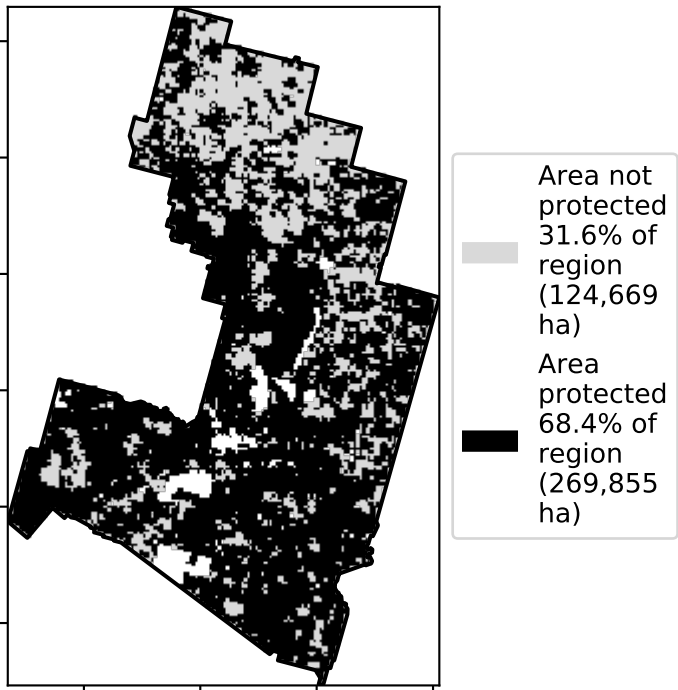 Area not
protected
31.6% of
region
(124,669
ha)
Area
protected
68.4% of
region
(269,855
ha)